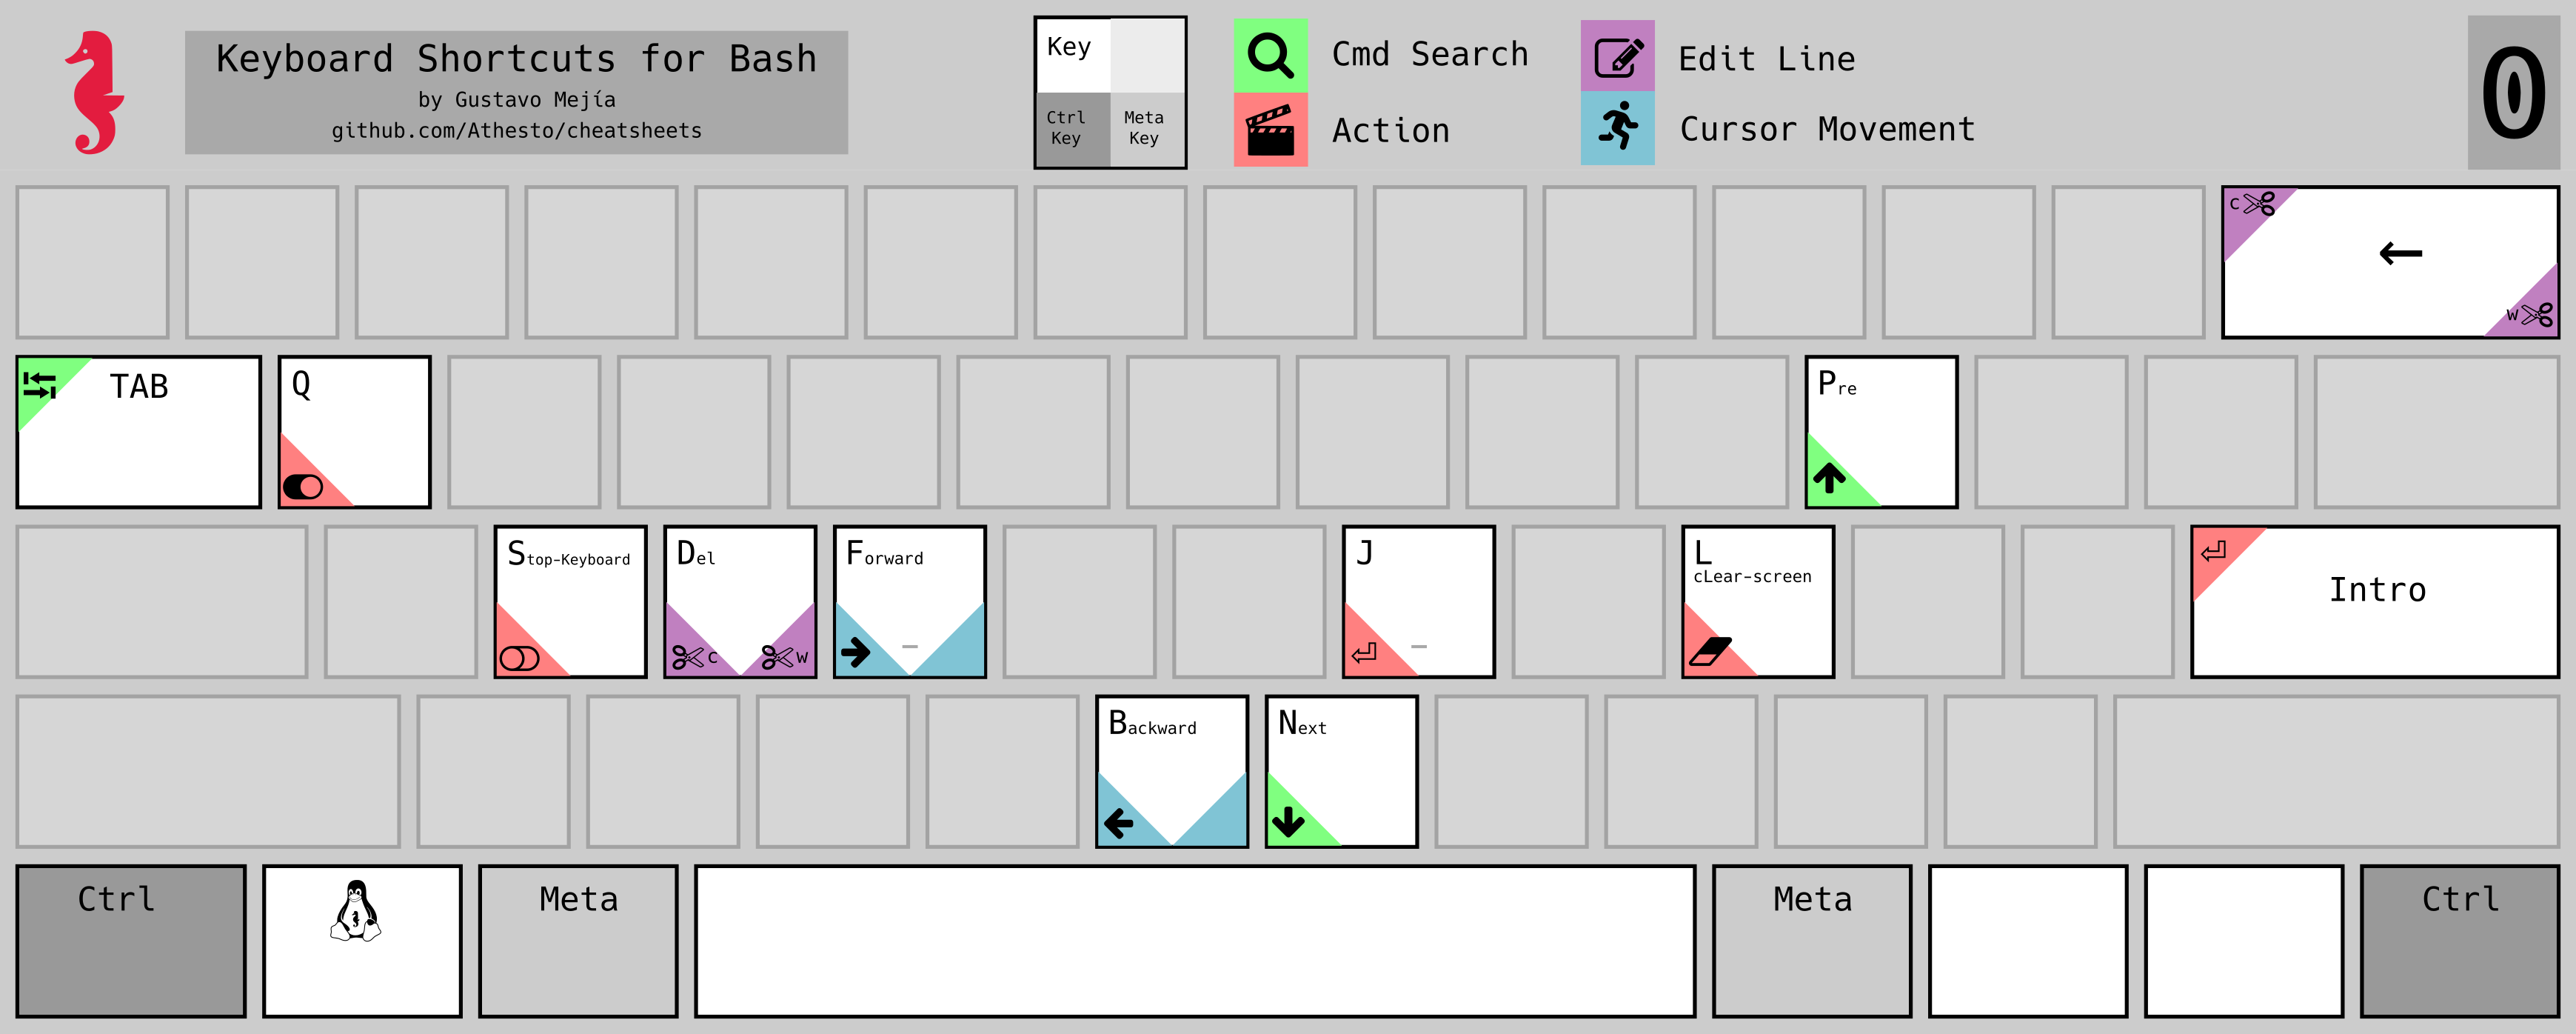 Keyboard Shortcuts for Bash
by Gustavo Mejía
github.com/Athesto/cheatsheets
Key
Ctrl Key
Meta Key
Cmd Search
Action
Edit Line
Cursor Movement
0
c
←
w
TAB
Q
Pre
Stop-Keyboard
Del
c
w
Forward
–
J
–
L
cLear-screen
Intro
Backward
Next
Ctrl
Meta
Meta
Ctrl